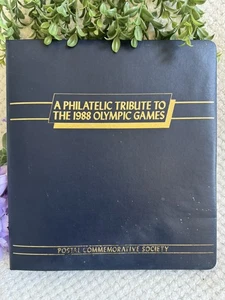 A PHILATELIC TRIBUTE TO
THE 1988 OLYMPIC GAMES
POSTAL COMMEMORATIVE SOCIETY